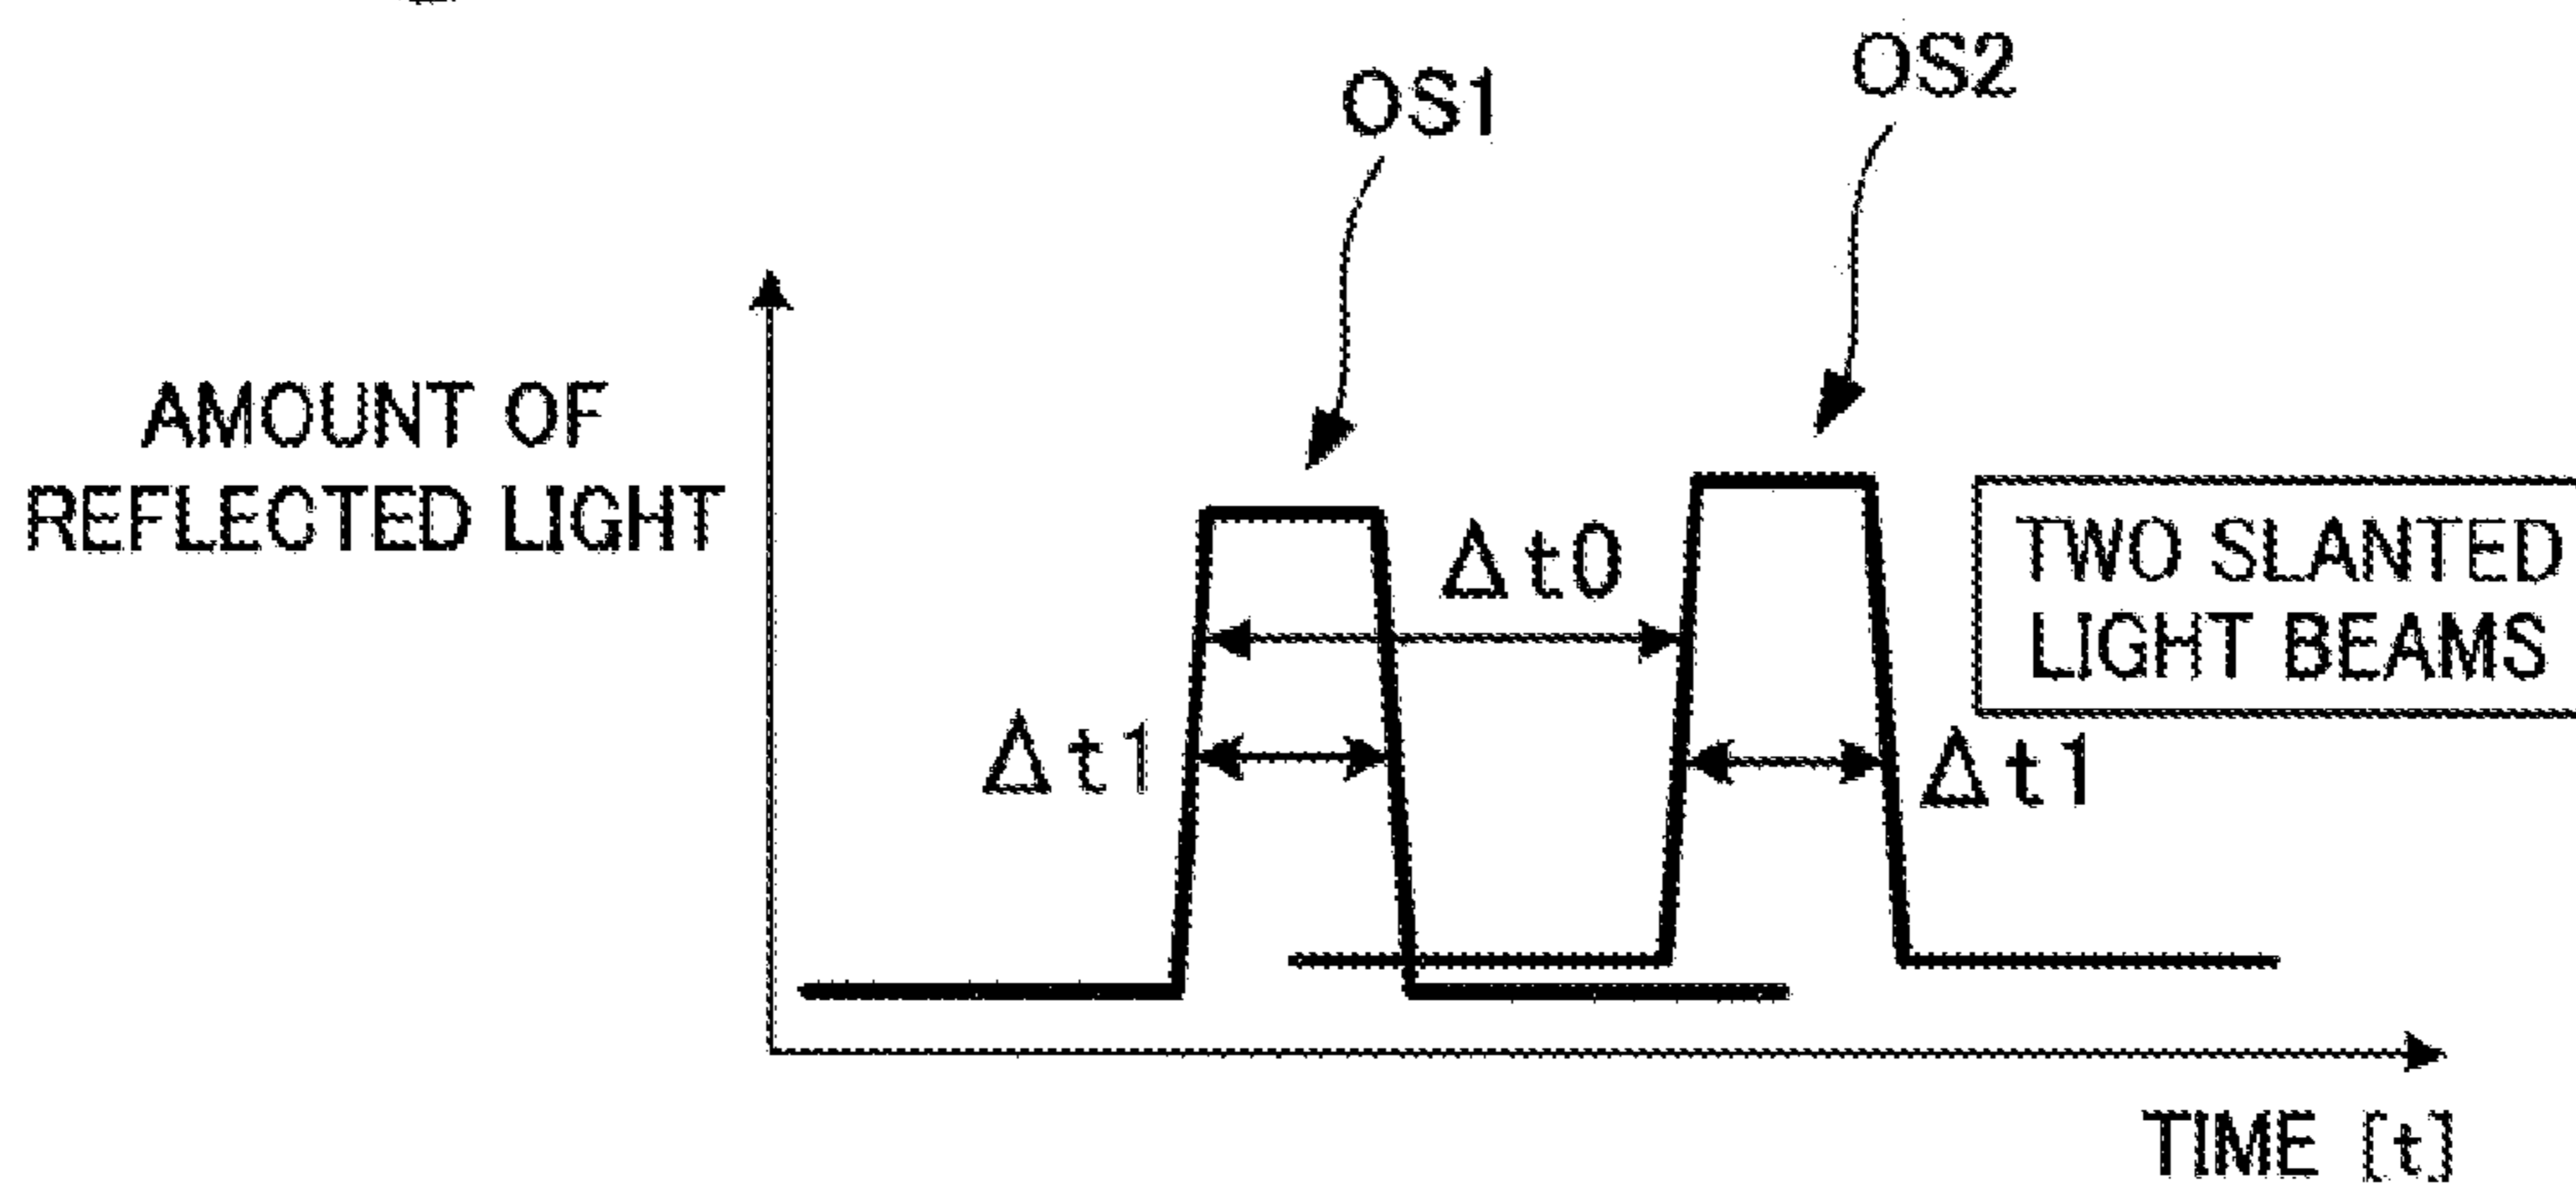 OS1
OS2
AMOUNT OF
REFLECTED LIGHT
Δt0
TWO SLANTED
LIGHT BEAMS
Δt1
Δt1
TIME [t]